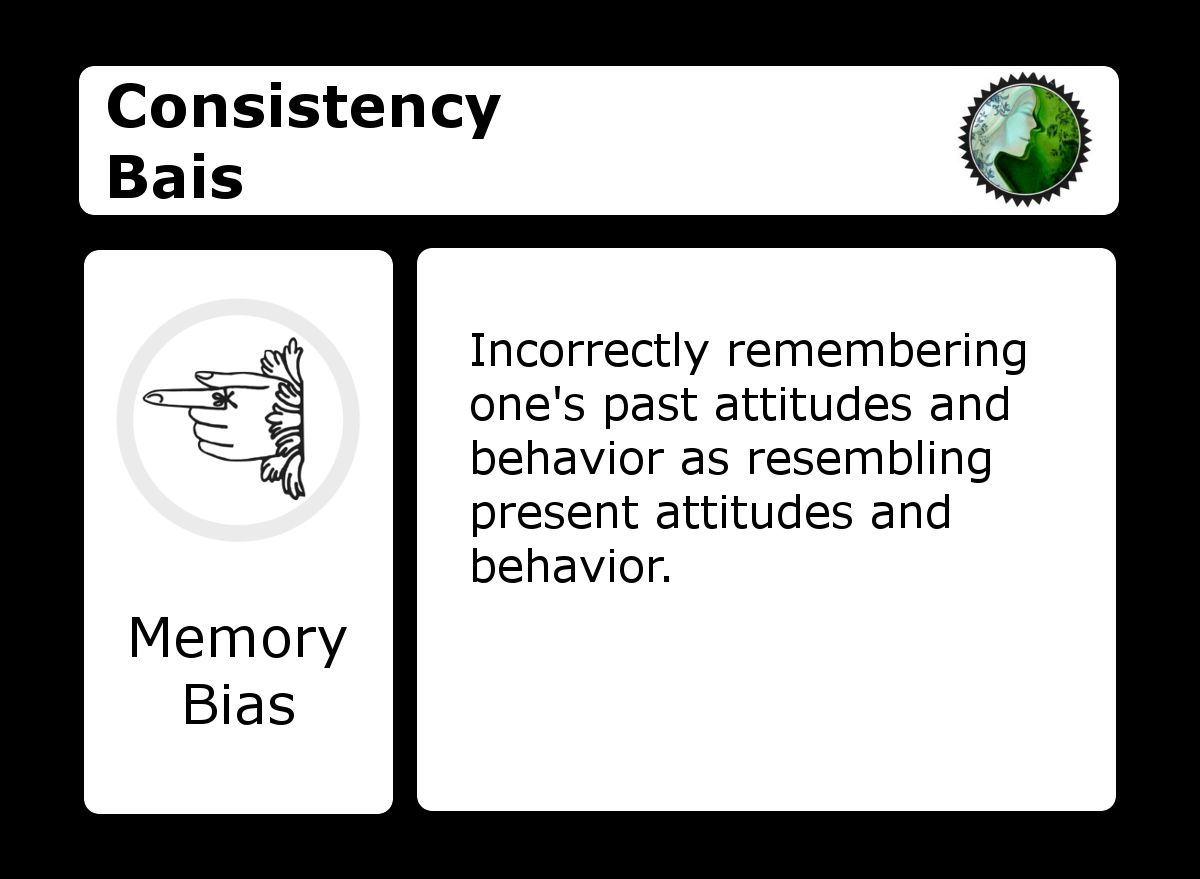 Consistency
Bais
Memory
Bias
Incorrectly remembering
one's past attitudes and
behavior as resembling
present attitudes and
behavior.